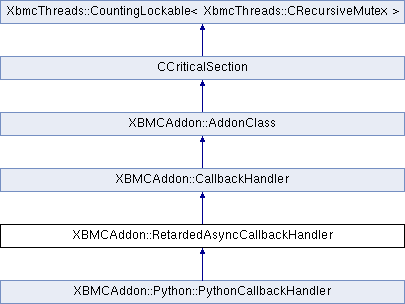 XbmcThreads::CountingLockable< XbmcThreads::CRecursiveMutex >
CCriticalSection
XBMCAddon::AddonClass
XBMCAddon::CallbackHandler
XBMCAddon::RetardedAsyncCallbackHandler
XBMCAddon::Python::PythonCallbackHandler